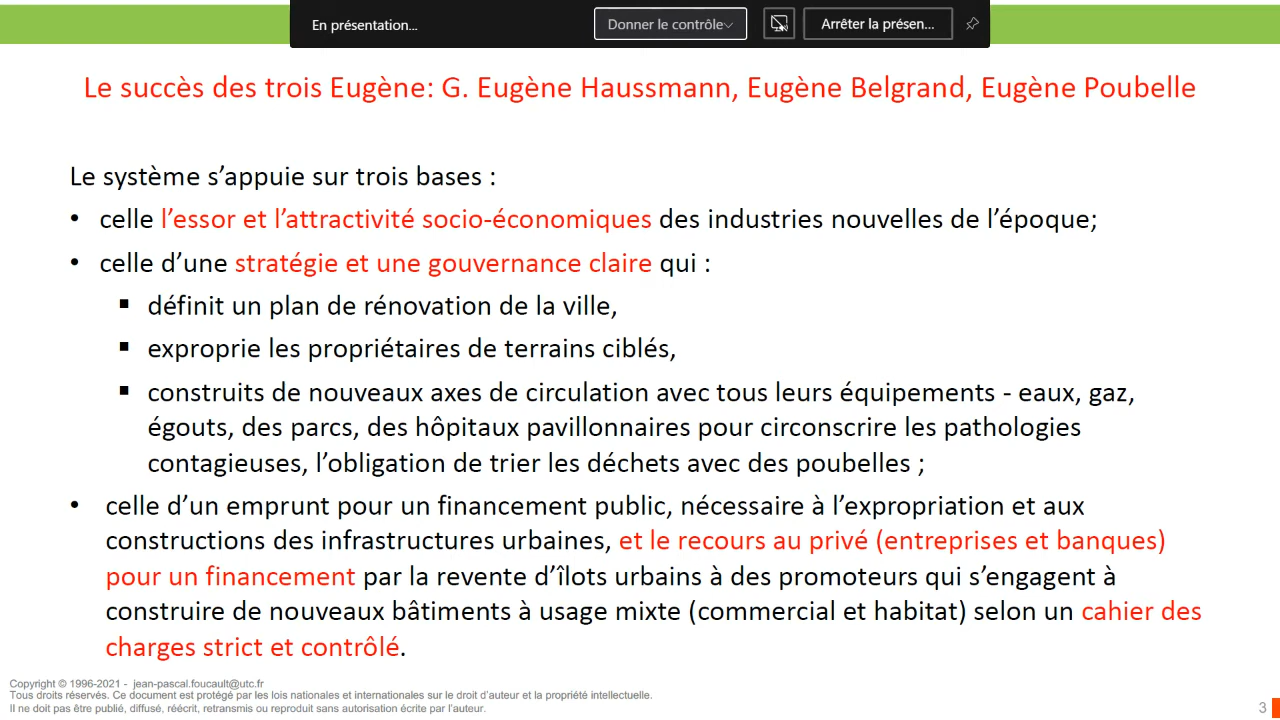 En présentation...
Donner le contrôle
Arrêter la présen...
Le succès des trois Eugène: G. Eugène Haussmann, Eugène Belgrand, Eugène Poubelle
Le système s’appuie sur trois bases :
• celle l’essor et l’attractivité socio-économiques des industries nouvelles de l’époque;
• celle d’une stratégie et une gouvernance claire qui :
▪ définit un plan de rénovation de la ville,
▪ exproprie les propriétaires de terrains ciblés,
▪ construits de nouveaux axes de circulation avec tous leurs équipements - eaux, gaz,
égouts, des parcs, des hôpitaux pavillonnaires pour circonscrire les pathologies
contagieuses, l’obligation de trier les déchets avec des poubelles ;
• celle d’un emprunt pour un financement public, nécessaire à l’expropriation et aux
constructions des infrastructures urbaines, et le recours au privé (entreprises et banques)
pour un financement par la revente d’îlots urbains à des promoteurs qui s’engagent à
construire de nouveaux bâtiments à usage mixte (commercial et habitat) selon un cahier des
charges strict et contrôlé.
Copyright © 1996-2021 - jean-pascal.foucault@utc.fr
Tous droits réservés. Ce document est protégé par les lois nationales et internationales sur le droit d’auteur et la propriété intellectuelle.
Il ne doit pas être publié, diffusé, réécrit, retransmis ou reproduit sans autorisation écrite par l’auteur.
3